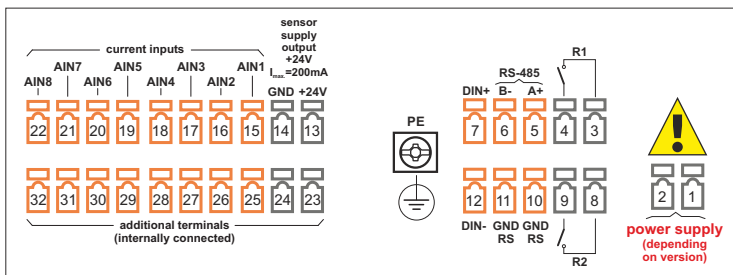 sensor
supply
output
+24V
Imax.=200mA
GND +24V
current inputs
AIN8 AIN7 AIN6 AIN5 AIN4 AIN3 AIN2 AIN1
22 21 20 19 18 17 16 15 14 13
32 31 30 29 28 27 26 25 24 23
additional terminals
(internally connected)
PE
R1
RS-485
DIN+ B- A+
7 6 5 4 3
12 11 10 9 8
DIN- GND GND
RS RS
R2
2 1
power supply
(depending
on version)